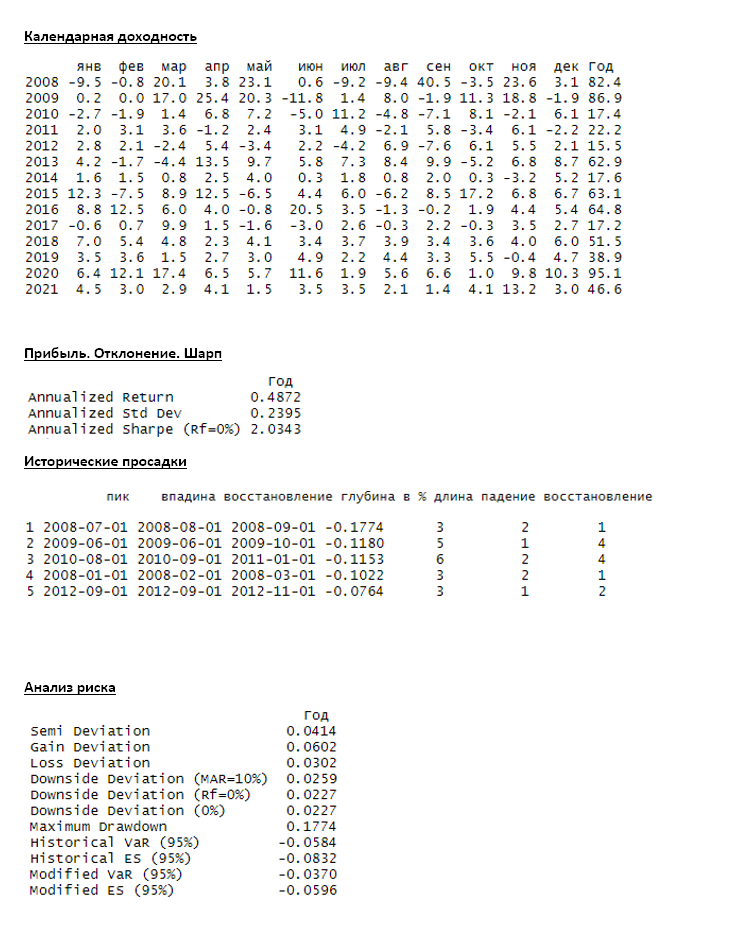 Календарная доходность
янв фев мар апр май июн июл авг сен окт ноя дек Год
2008 -9.5 -0.8 20.1 3.8 23.1 0.6 -9.2 -9.4 40.5 -3.5 23.6 3.1 82.4
2009 0.2 0.0 17.0 25.4 20.3 -11.8 1.4 8.0 -1.9 11.3 18.8 -1.9 86.9
2010 -2.7 -1.9 1.4 6.8 7.2 -5.0 11.2 -4.8 -7.1 8.1 -2.1 6.1 17.4
2011 2.0 3.1 3.6 -1.2 2.4 3.1 4.9 -2.1 5.8 -3.4 6.1 -2.2 22.2
2012 2.8 2.1 -2.4 5.4 -3.4 2.2 -4.2 6.9 -7.6 6.1 5.5 2.1 15.5
2013 4.2 -1.7 -4.4 13.5 9.7 5.8 7.3 8.4 9.9 -5.2 6.8 8.7 62.9
2014 1.6 1.5 0.8 2.5 4.0 0.3 1.8 0.8 2.0 0.3 -3.2 5.2 17.6
2015 12.3 -7.5 8.9 12.5 -6.5 4.4 6.0 -6.2 8.5 17.2 6.8 6.7 63.1
2016 8.8 12.5 6.0 4.0 -0.8 20.5 3.5 -1.3 -0.2 1.9 4.4 5.4 64.8
2017 -0.6 0.7 9.9 1.5 -1.6 -3.0 2.6 -0.3 2.2 -0.3 3.5 2.7 17.2
2018 7.0 5.4 4.8 2.3 4.1 3.4 3.7 3.9 3.4 3.6 4.0 6.0 51.5
2019 3.5 3.6 1.5 2.7 3.0 4.9 2.2 4.4 3.3 5.5 -0.4 4.7 38.9
2020 6.4 12.1 17.4 6.5 5.7 11.6 1.9 5.6 6.6 1.0 9.8 10.3 95.1
2021 4.5 3.0 2.9 4.1 1.5 3.5 3.5 2.1 1.4 4.1 13.2 3.0 46.6
Прибыль. Отклонение. Шарп
Год
Annualized Return 0.4872
Annualized Std Dev 0.2395
Annualized Sharpe (Rf=0%) 2.0343
Исторические просадки
пик впадина восстановление глубина в % длина падение восстановление
1 2008-07-01 2008-08-01 2008-09-01 -0.1774 3 2 1
2 2009-06-01 2009-06-01 2009-10-01 -0.1180 5 1 4
3 2010-08-01 2010-09-01 2011-01-01 -0.1153 6 2 4
4 2008-01-01 2008-02-01 2008-03-01 -0.1022 3 2 1
5 2012-09-01 2012-09-01 2012-11-01 -0.0764 3 1 2
Анализ риска
Год
Semi Deviation 0.0414
Gain Deviation 0.0602
Loss Deviation 0.0302
Downside Deviation (MAR=10%) 0.0259
Downside Deviation (Rf=0%) 0.0227
Downside Deviation (0%) 0.0227
Maximum Drawdown 0.1774
Historical VaR (95%) -0.0584
Historical ES (95%) -0.0832
Modified VaR (95%) -0.0370
Modified ES (95%) -0.0596